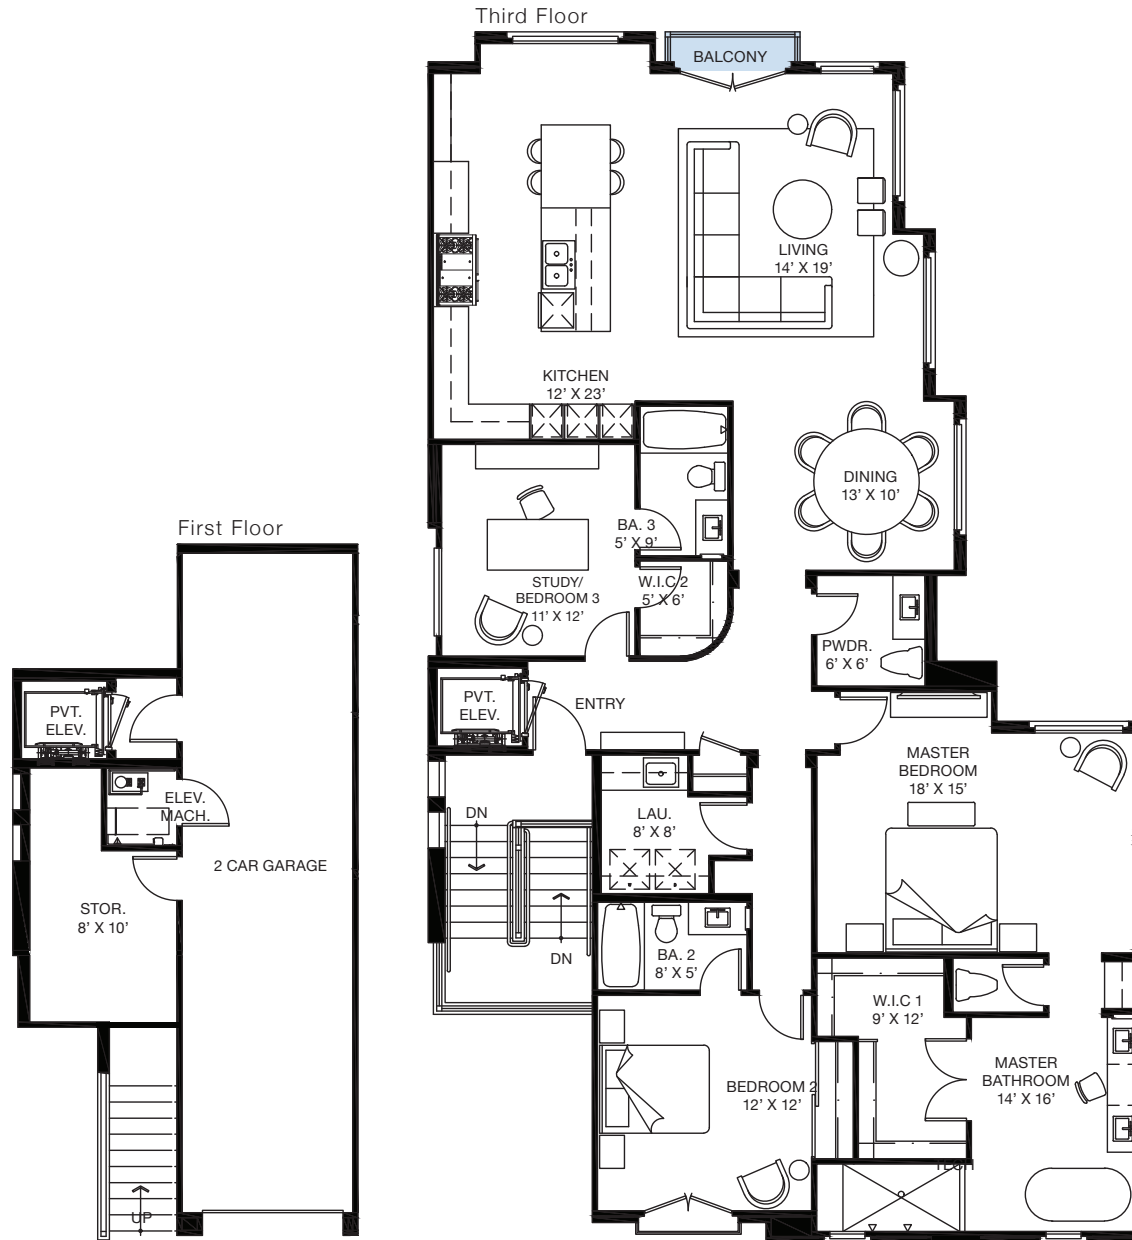 Third Floor
BALCONY
LIVING
14’ X 19’
KITCHEN
12’ X 23’
DINING
13’ X 10’
BA. 3
5’ X 9’
STUDY/
BEDROOM 3
11’ X 12’
W.I.C 2
5’ X 6’
PWDR.
6’ X 6’
PVT.
ELEV.
ENTRY
MASTER
BEDROOM
18’ X 15’
DN
LAU.
8’ X 8’
DN
BA. 2
8’ X 5’
W.I.C 1
9’ X 12’
BEDROOM 2
12’ X 12’
MASTER
BATHROOM
14’ X 16’
First Floor
PVT.
ELEV.
ELEV.
MACH.
2 CAR GARAGE
STOR.
8’ X 10’
UP